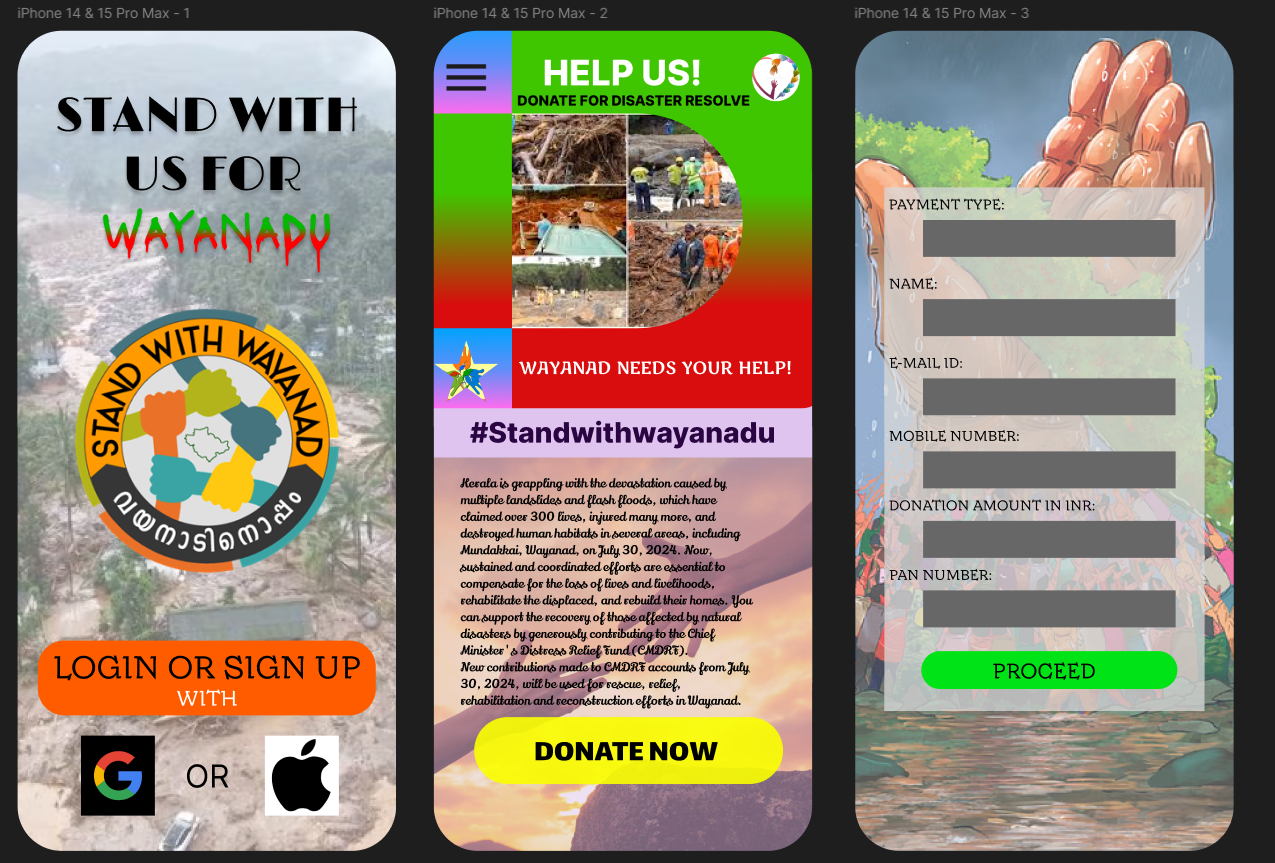 iPhone 14 & 15 Pro Max - 1
STAND WITH
US FOR
WAYANADU
STAND WITH WAYANAD
വയനാടിനൊപ്പം
LOGIN OR SIGN UP
WITH
OR
iPhone 14 & 15 Pro Max - 2
HELP US!
DONATE FOR DISASTER RESOLVE
WAYANAD NEEDS YOUR HELP!
#Standwithwayanadu
Kerala is grappling with the devastation caused by
multiple landslides and flash floods, which have
claimed over 300 lives, injured many more, and
destroyed human habitats in several areas, including
Mundakkai, Wayanad, on July 30, 2024. Now,
sustained and coordinated efforts are essential to
compensate for the loss of lives and livelihoods,
rehabilitate the displaced, and rebuild their homes. You
can support the recovery of those affected by natural
disasters by generously contributing to the Chief
Minister's Distress Relief Fund (CMDRF).
New contributions made to CMDRF accounts from July
30, 2024, will be used for rescue, relief,
rehabilitation and reconstruction efforts in Wayanad.
DONATE NOW
iPhone 14 & 15 Pro Max - 3
PAYMENT TYPE:
NAME:
E-MAIL ID:
MOBILE NUMBER:
DONATION AMOUNT IN INR:
PAN NUMBER:
PROCEED